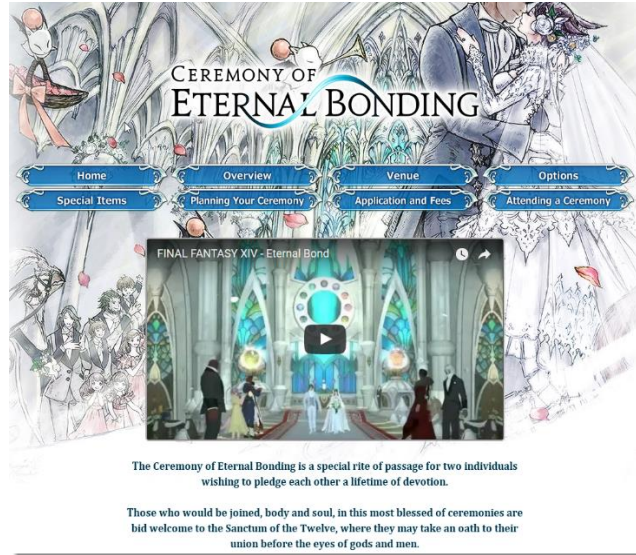 CEREMONY OF
ETERNAL BONDING
Home
Overview
Venue
Options
Special Items
Planning Your Ceremony
Application and Fees
Attending a Ceremony
FINAL FANTASY XIV - Eternal Bond
The Ceremony of Eternal Bonding is a special rite of passage for two individuals
wishing to pledge each other a lifetime of devotion.
Those who would be joined, body and soul, in this most blessed of ceremonies are
bid welcome to the Sanctum of the Twelve, where they may take an oath to their
union before the eyes of gods and men.